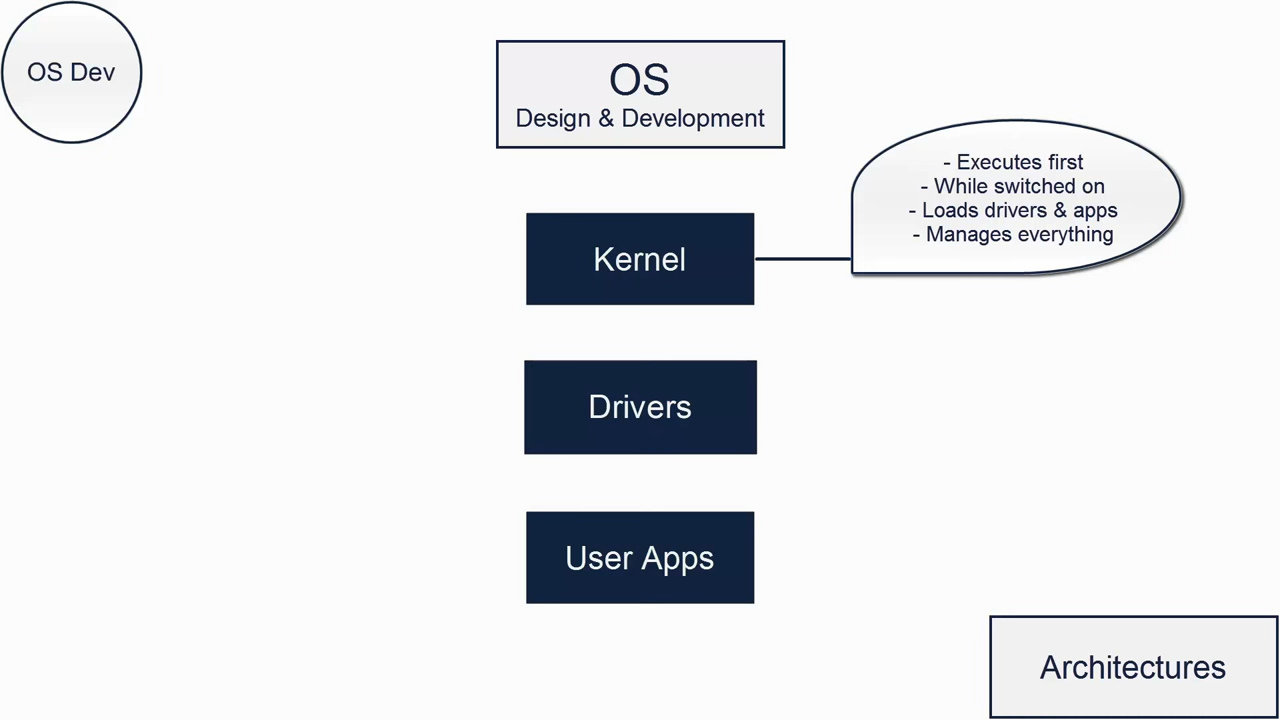 OS Dev
OS
Design & Development
- Executes first
- While switched on
- Loads drivers & apps
- Manages everything
Kernel
Drivers
User Apps
Architectures